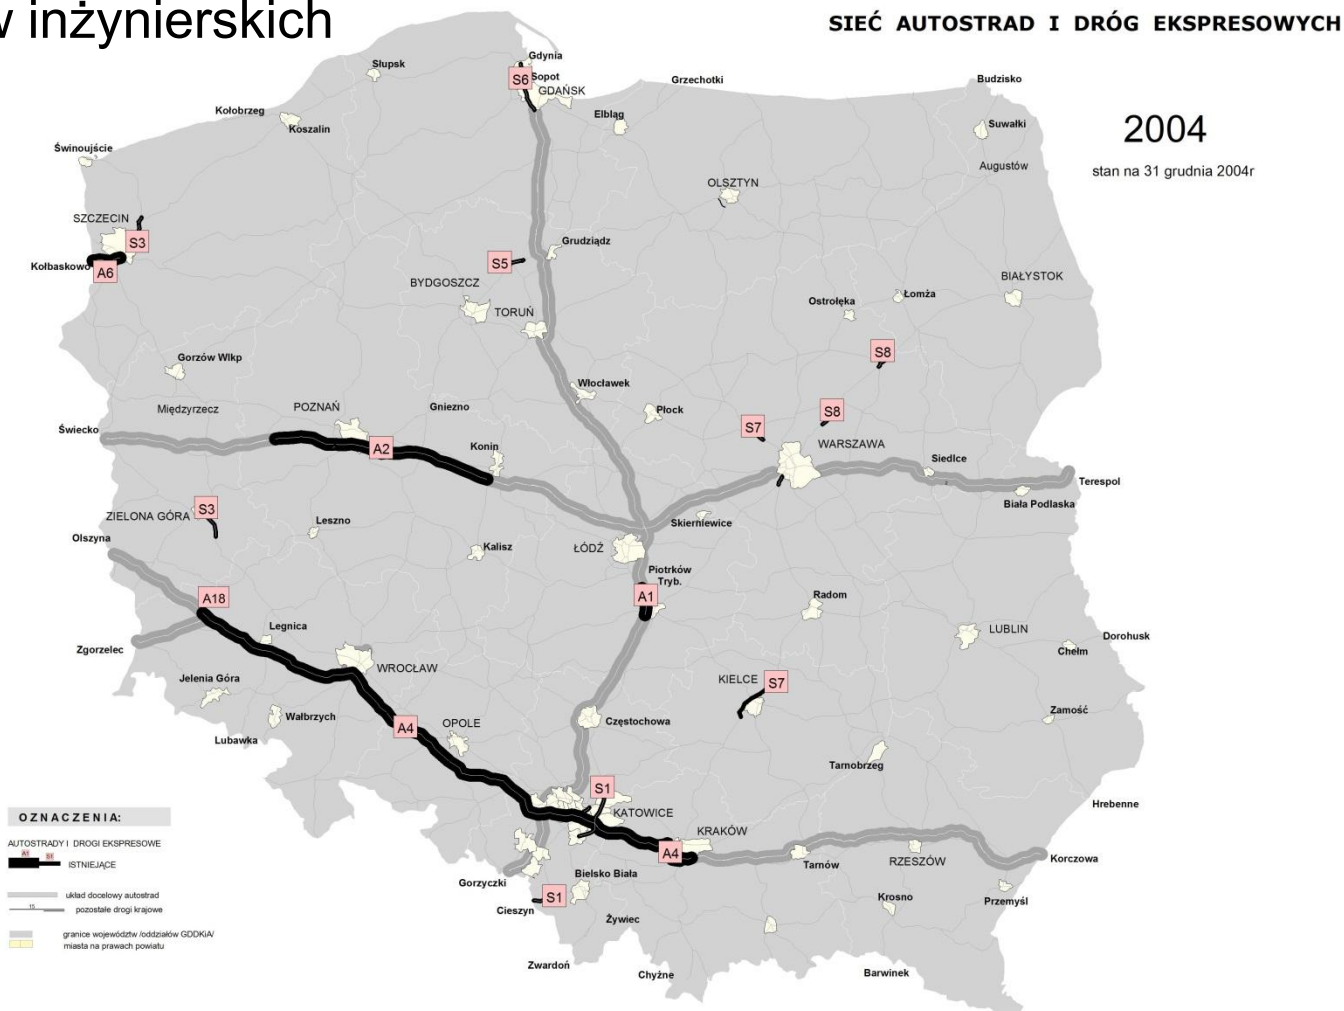 w inżynierskich
SIEĆ AUTOSTRAD I DRÓG EKSPRESOWYCH
2004
stan na 31 grudnia 2004r
Gdynia
Słupsk
S6
Sopot
GDAŃSK
Grzechotki
Budzisko
Kołobrzeg
Koszalin
Elbląg
Suwałki
Świnoujście
Augustów
OLSZTYN
SZCZECIN
S3
Grudziądz
Kołbaskowo
A6
S5
BYDGOSZCZ
TORUŃ
BIAŁYSTOK
Ostrołęka
Łomża
S8
Gorzów Wlkp
Włocławek
Międzyrzecz
POZNAŃ
Gniezno
Płock
S8
S7
Świecko
A2
Konin
WARSZAWA
Siedlce
2
Terespol
Biała Podlaska
ZIELONA GÓRA
S3
Leszno
Skierniewice
Olszyna
Kalisz
ŁÓDŹ
Piotrków
Tryb.
A1
A18
Radom
Legnica
LUBLIN
Dorohusk
Chełm
Zgorzelec
WROCŁAW
Jelenia Góra
KIELCE
S7
Wałbrzych
A4
OPOLE
Częstochowa
Zamość
Lubawka
Tarnobrzeg
S1
KATOWICE
Hrebenne
KRAKÓW
A4
Tarnów
RZESZÓW
Korczowa
Gorzyczki
Bielsko Biała
S1
Cieszyn
Żywiec
Krosno
Przemyśl
Zwardoń
Chyżne
Barwinek
OZNACZENIA:
AUTOSTRADY I DROGI EKSPRESOWE
A1 S1
ISTNIEJĄCE
układ docelowy autostrad
15 pozostałe drogi krajowe
granice województw /oddziałów GDDKiA/
miasta na prawach powiatu